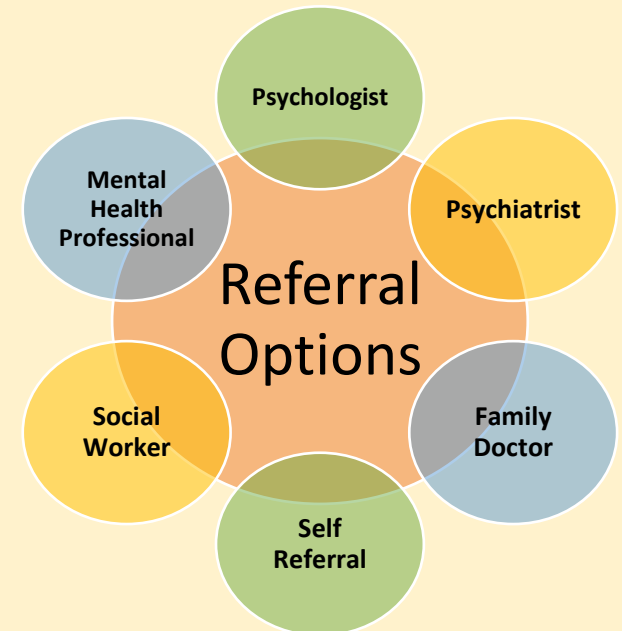 Psychologist
Psychiatrist
Family
Doctor
Self
Referral
Social
Worker
Mental
Health
Professional
Referral
Options